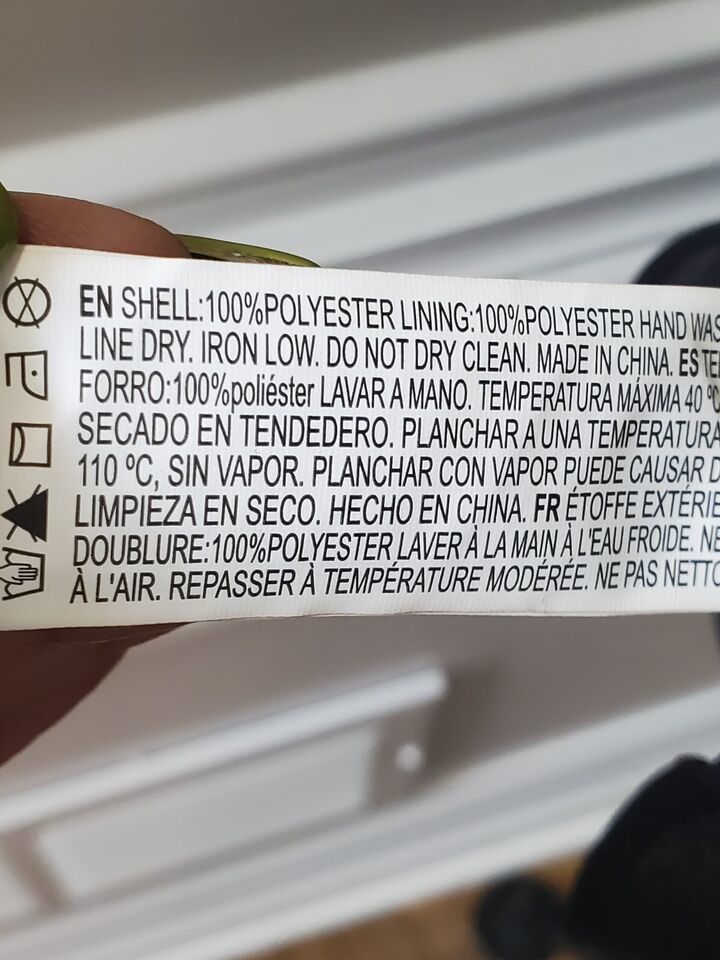 EN SHELL:100%POLYESTER LINING:100%POLYESTER HAND
LINE DRY. IRON LOW. DO NOT DRY CLEAN. MADE IN CHINA. ES
FORRO:100%poliéster LAVAR A MANO. TEMPERATURA MÁXIMA 40 º
SECADO EN TENDEDERO. PLANCHAR A UNA TEMPERATURA
110 ºC, SIN VAPOR. PLANCHAR CON VAPOR PUEDE CAUSAR
LIMPIEZA EN SECO. HECHO EN CHINA. FR ÉTOFFE
DOUBLURE:100%POLYESTER LAVER À LA MAIN À L'EAU FROIDE.
À L'AIR. REPASSER À TEMPÉRATURE MODÉRÉE. NE PAS